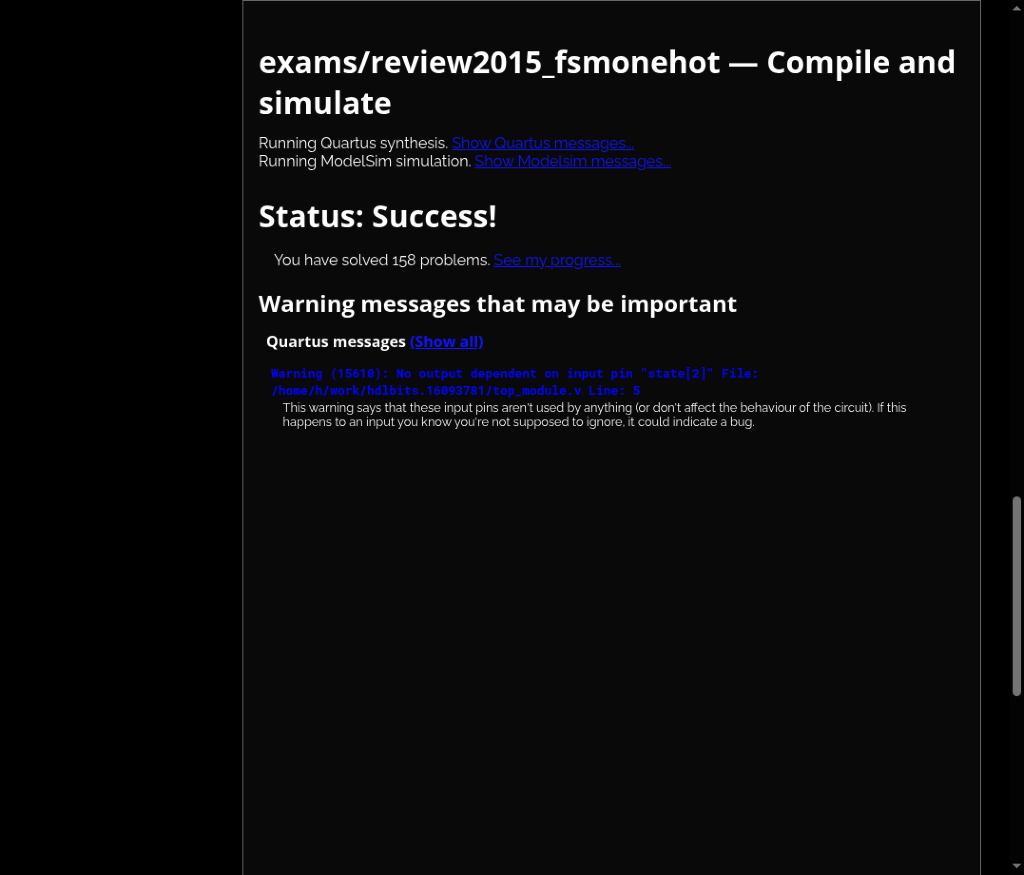 exams/review2015_fsmonehot — Compile and
simulate
Running Quartus synthesis. Show Quartus messages...
Running ModelSim simulation. Show Modelsim messages...
Status: Success!
You have solved 158 problems. See my progress...
Warning messages that may be important
Quartus messages (Show all)
Warning (15610): No output dependent on input pin "state[2]" File:
/home/h/work/hdlbits.16093781/top_module.v Line: 5
This warning says that these input pins aren't used by anything (or don't affect the behaviour of the circuit). If this
happens to an input you know you're not supposed to ignore, it could indicate a bug.